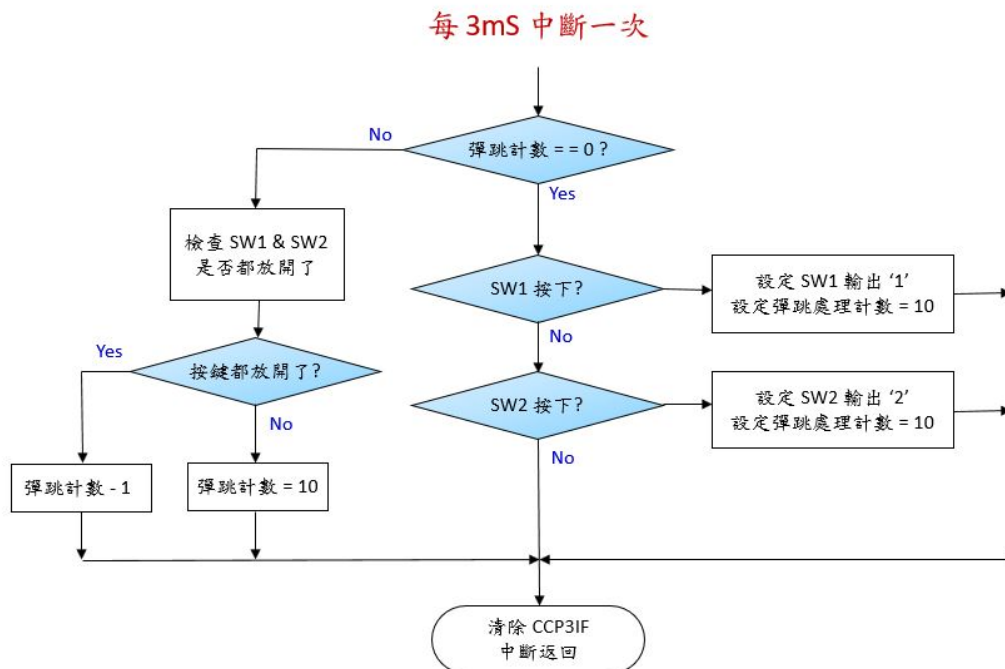 每 3mS 中斷一次
No
彈跳計數 = = 0 ?
Yes
檢查 SW1 & SW2
是否都放開了
SW1 按下?
設定 SW1 輸出 ‘1’
設定彈跳處理計數 = 10
No
Yes
按鍵都放開了?
SW2 按下?
設定 SW2 輸出 ‘2’
設定彈跳處理計數 = 10
No
No
彈跳計數 - 1
彈跳計數 = 10
清除 CCP3IF
中斷返回